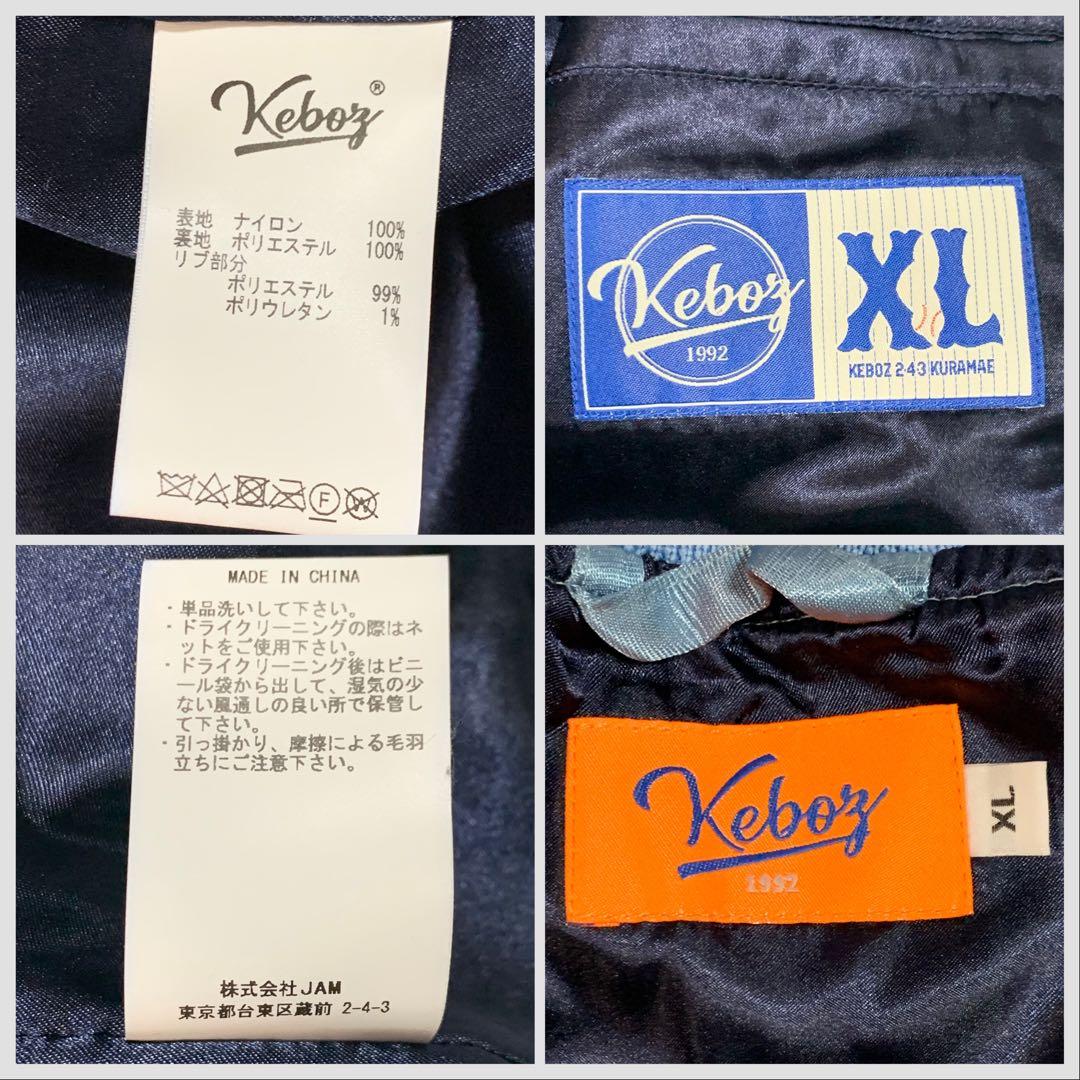 Keboz®
表地 ナイロン 100%
裏地 ポリエステル 100%
リブ部分
ポリエステル 99%
ポリウレタン 1%
F
W
Keboz
1992
XL
KEBOZ 2-43 KURAMAE
MADE IN CHINA
・単品洗いして下さい。
・ドライクリーニングの際はネ
ットをご使用下さい。
・ドライクリーニング後はビニ
ール袋から出して、湿気の少
ない風通しの良い所で保管し
て下さい。
・引っ掛かり、摩擦による毛羽
立ちにご注意下さい。
株式会社JAM
東京都台東区蔵前 2-4-3
Keboz
1992
XL